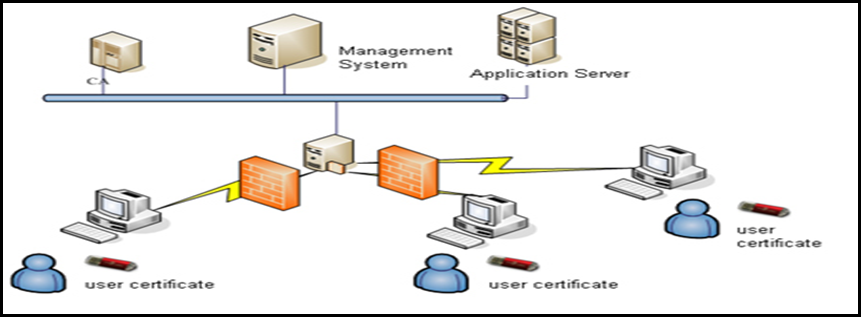 Management
System
Application Server
CA
user
certificate
user certificate
user certificate